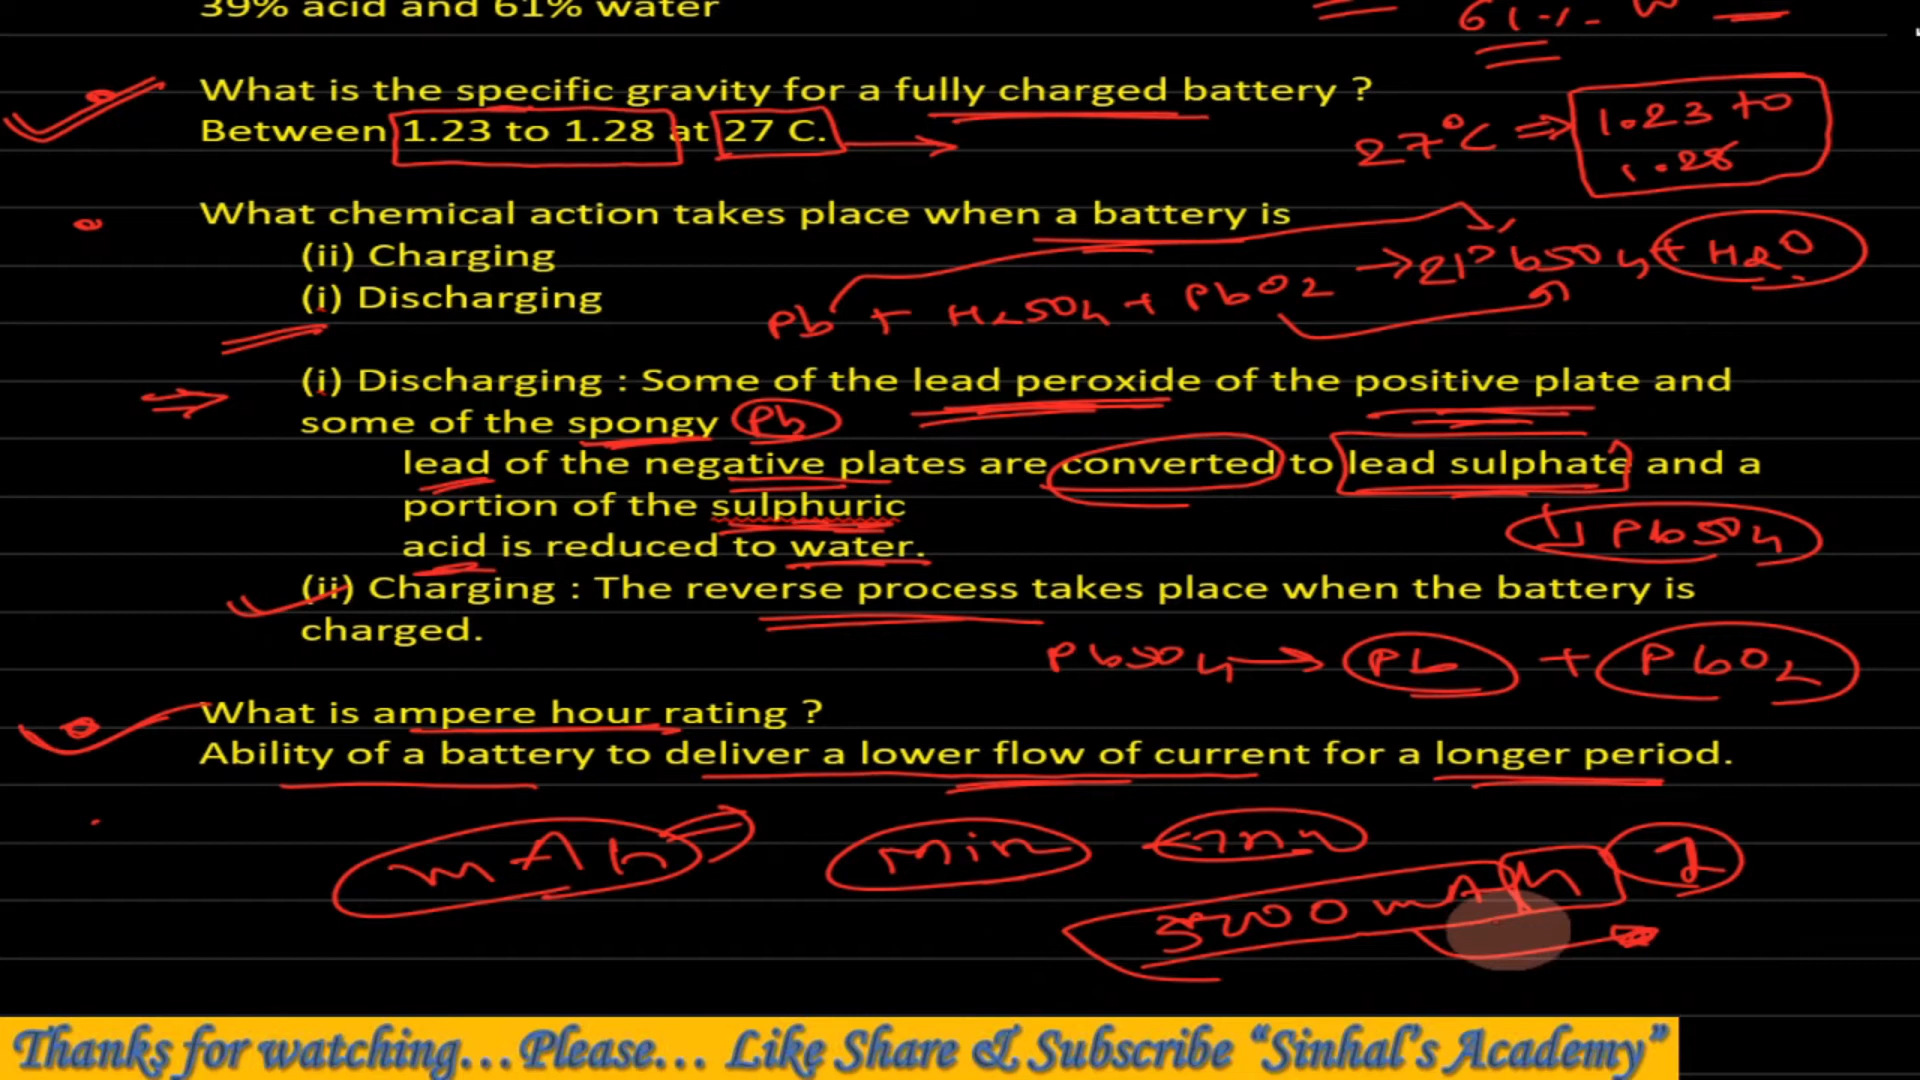 39% acid and 61% water
61.1. W
What is the specific gravity for a fully charged battery ?
Between 1.23 to 1.28 at 27 C.
27°C ⇒ 1.23 to
1.28
What chemical action takes place when a battery is
(ii) Charging
(i) Discharging
Pb + H2SO4 + PbO2 → 2PbSO4 + H2O
(i) Discharging : Some of the lead peroxide of the positive plate and
some of the spongy Pb
lead of the negative plates are converted to lead sulphate and a
portion of the sulphuric
PbSO4
acid is reduced to water.
(ii) Charging : The reverse process takes place when the battery is
charged.
PbSO4 → Pb + PbO2
What is ampere hour rating ?
Ability of a battery to deliver a lower flow of current for a longer period.
mAh
Min
mAh
Thanks for watching...Please... Like Share & Subscribe “Sinhal’s Academy”